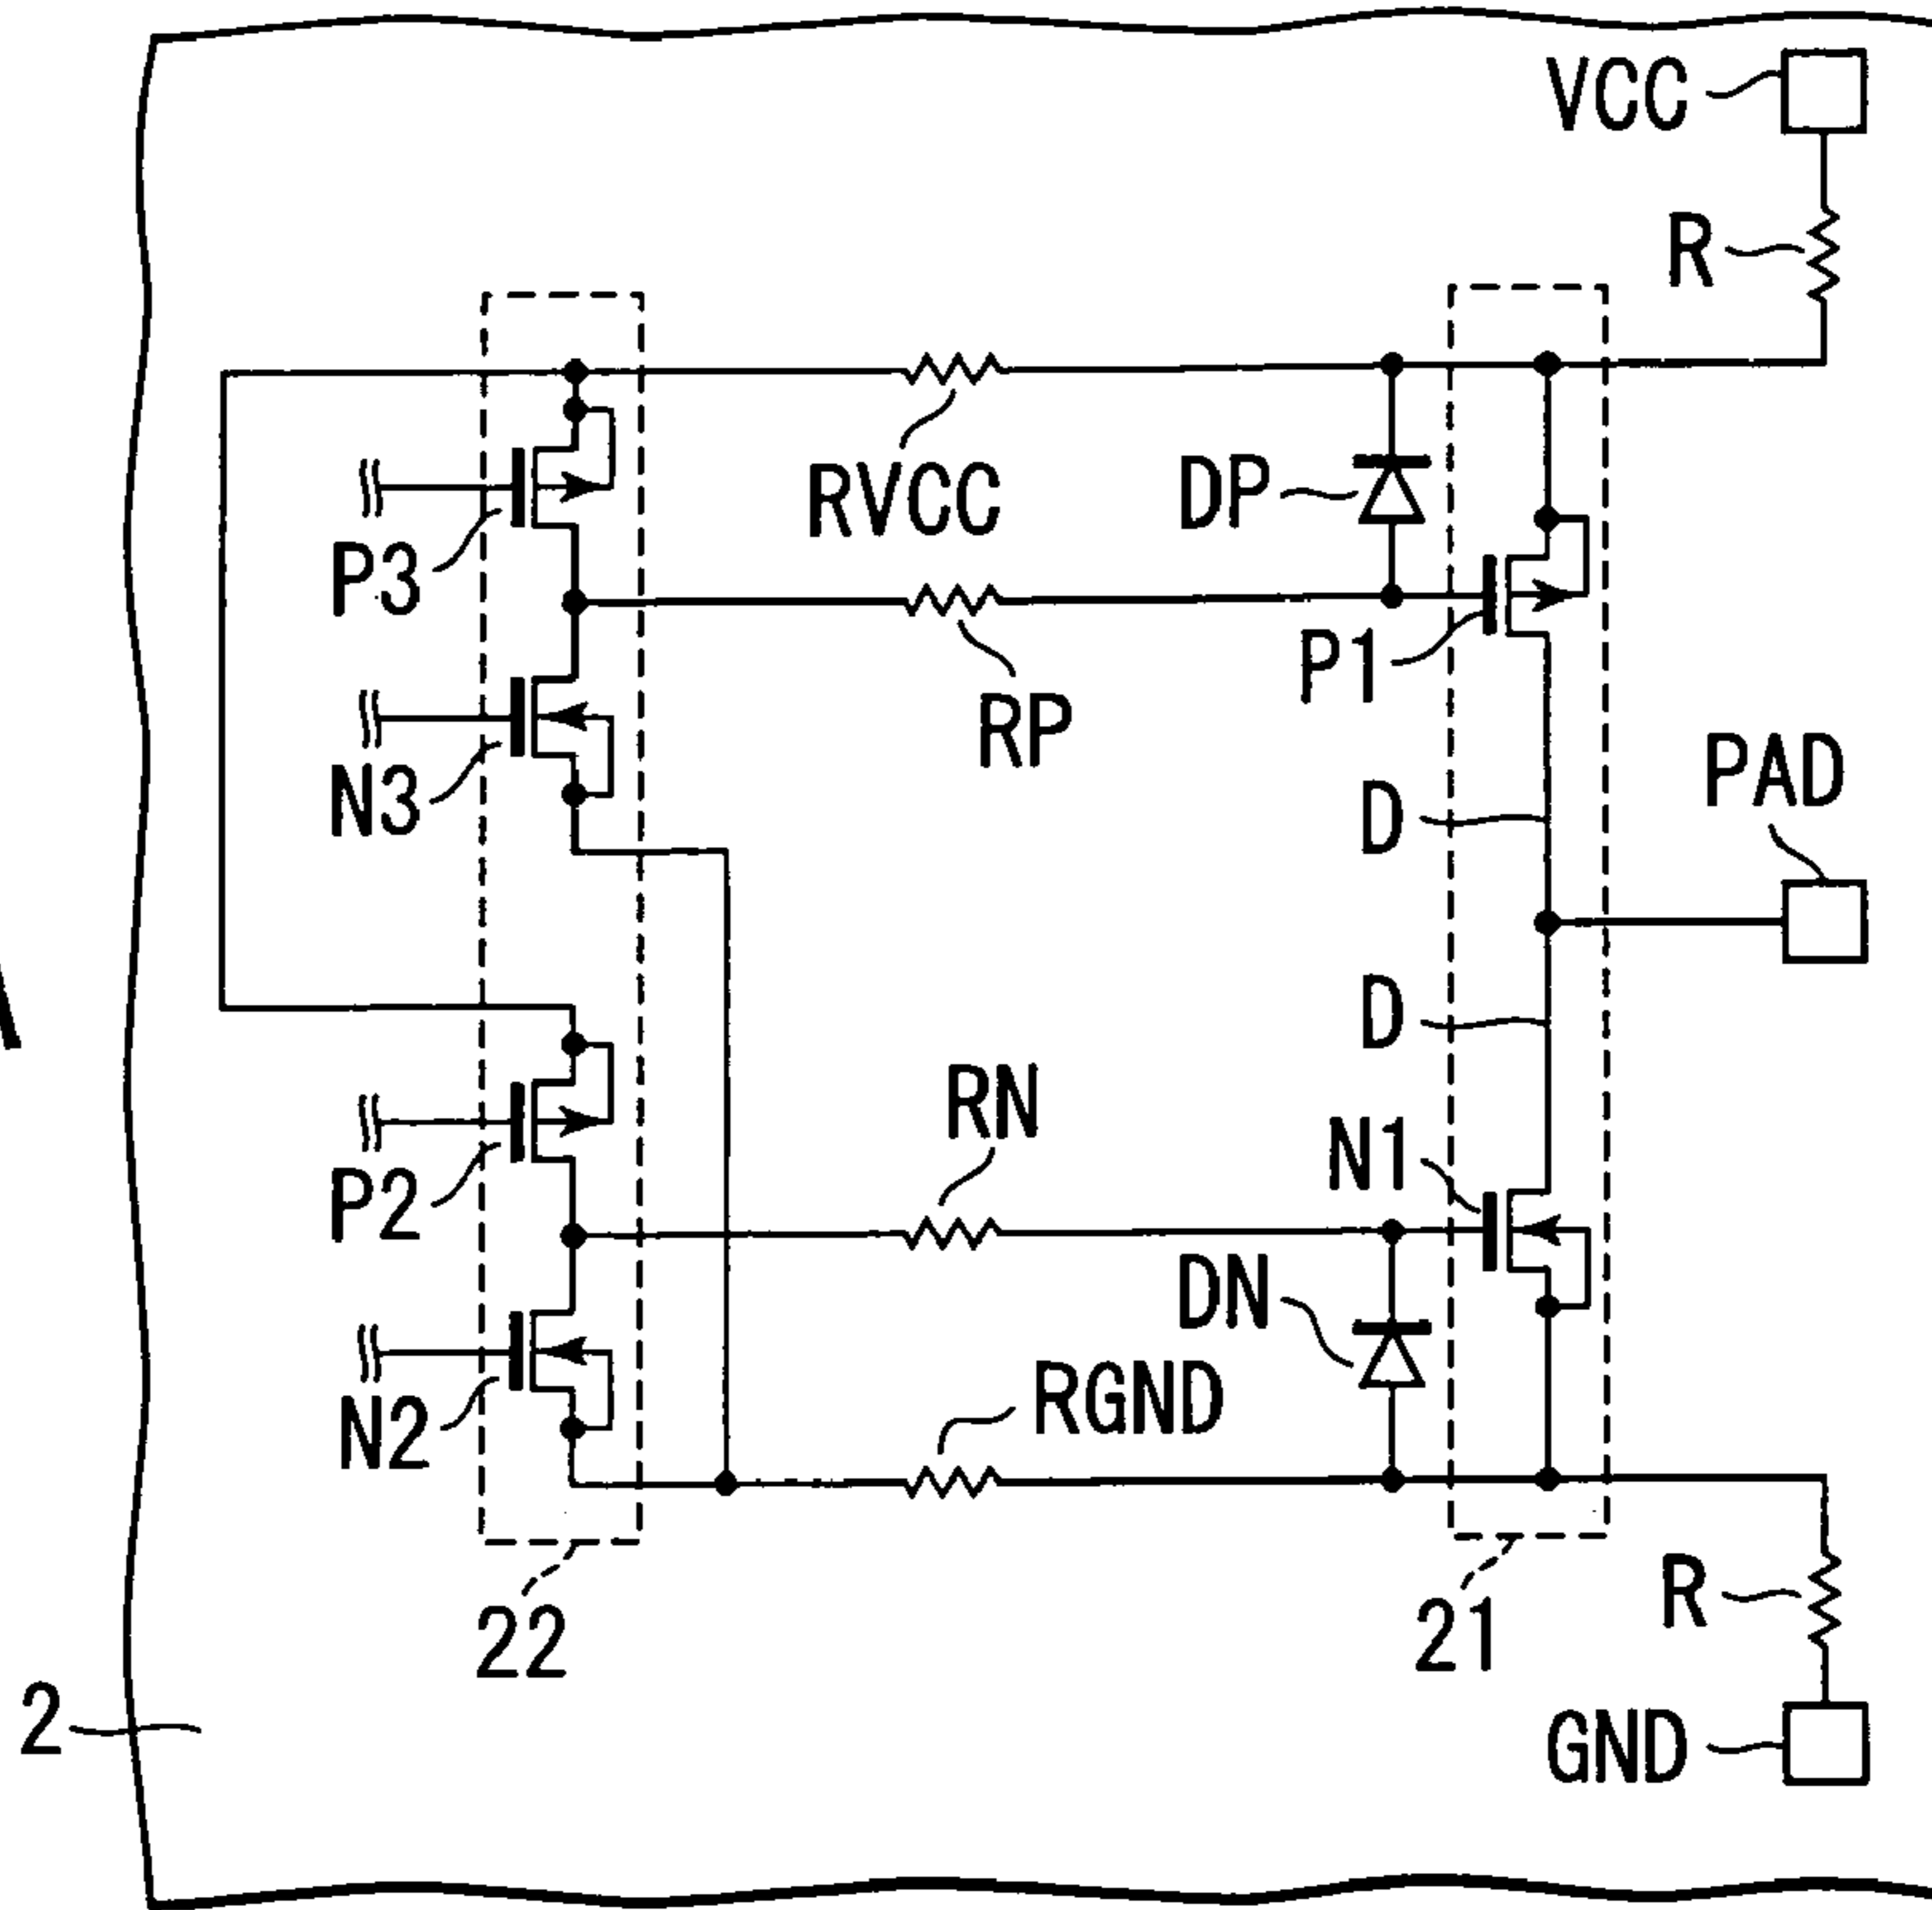 VCC
R
RVCC
DP
P3
RP
P1
N3
D
PAD
D
RN
P2
N1
DN
RGND
N2
R
22
21
2
GND